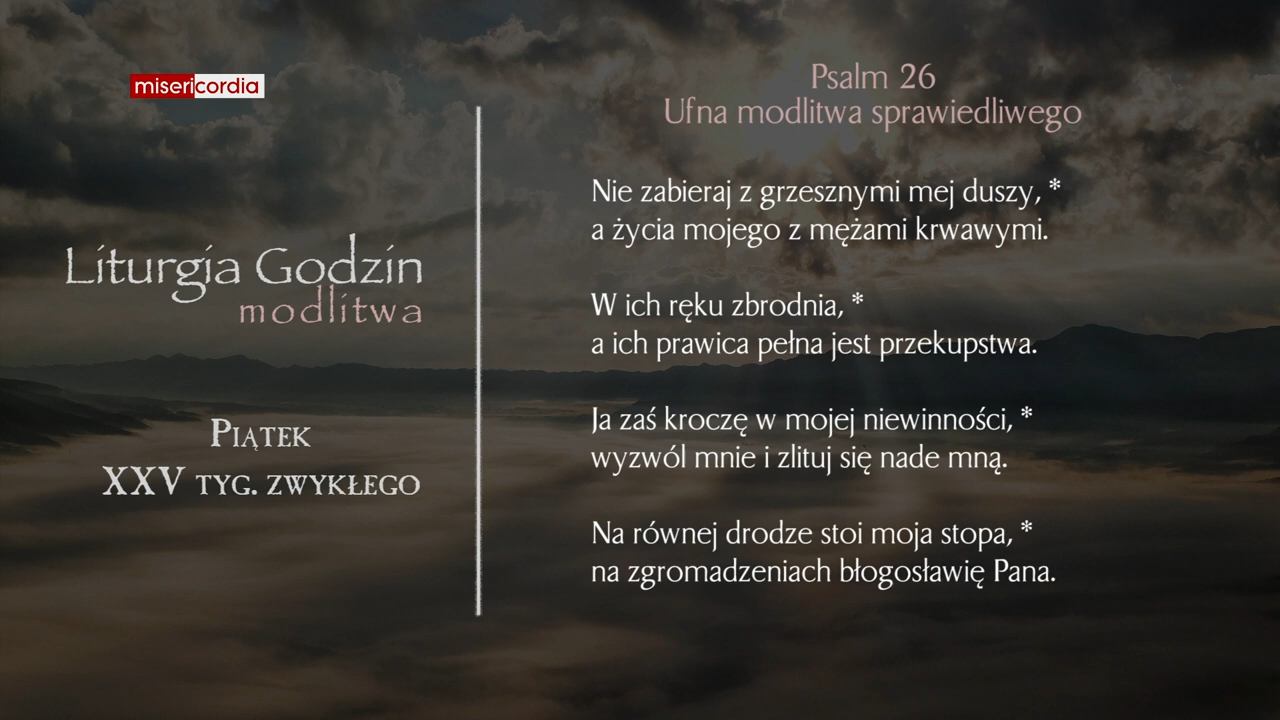 misericordia
Liturgia Godzin
modlitwa
Piątek
XXV tyg. zwykłego
Psalm 26
Ufna modlitwa sprawiedliwego
Nie zabieraj z grzesznymi mej duszy, *
a życia mojego z mężami krwawymi.
W ich ręku zbrodnia, *
a ich prawica pełna jest przekupstwa.
Ja zaś kroczę w mojej niewinności, *
wyzwól mnie i zlituj się nade mną.
Na równej drodze stoi moja stopa, *
na zgromadzeniach błogosławię Pana.